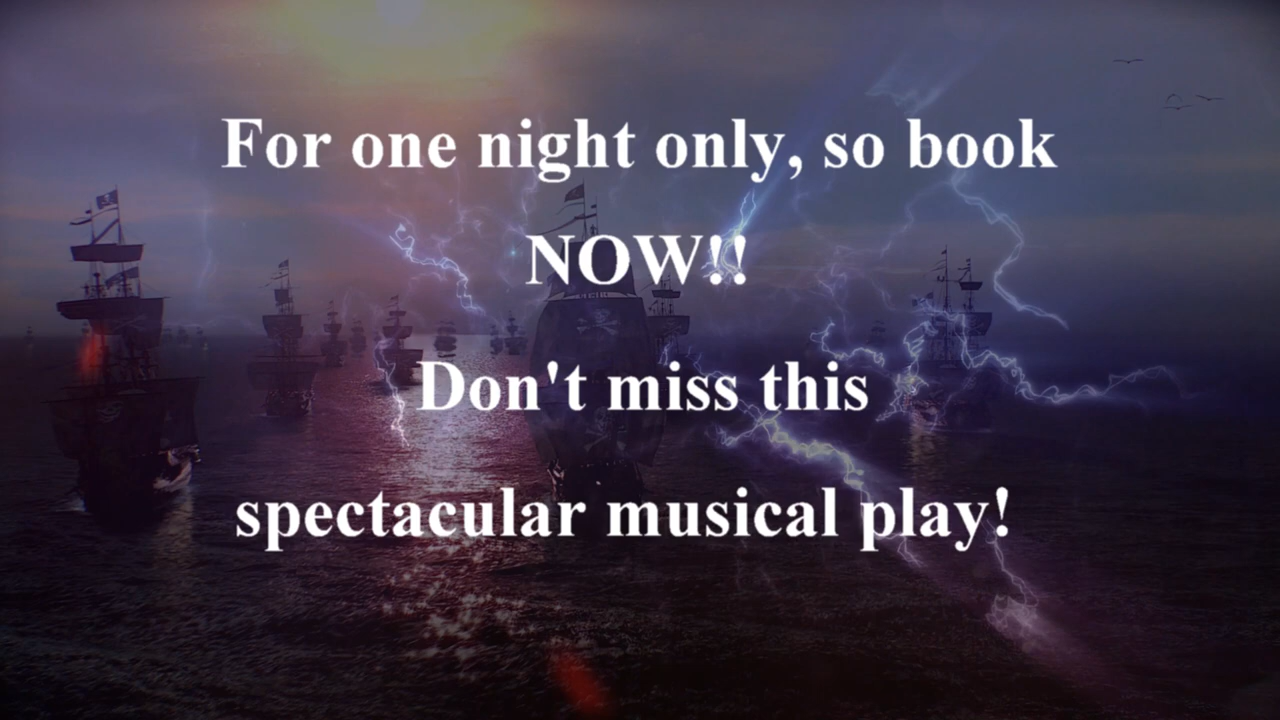 For one night only, so book
NOW!!
Don't miss this
spectacular musical play!